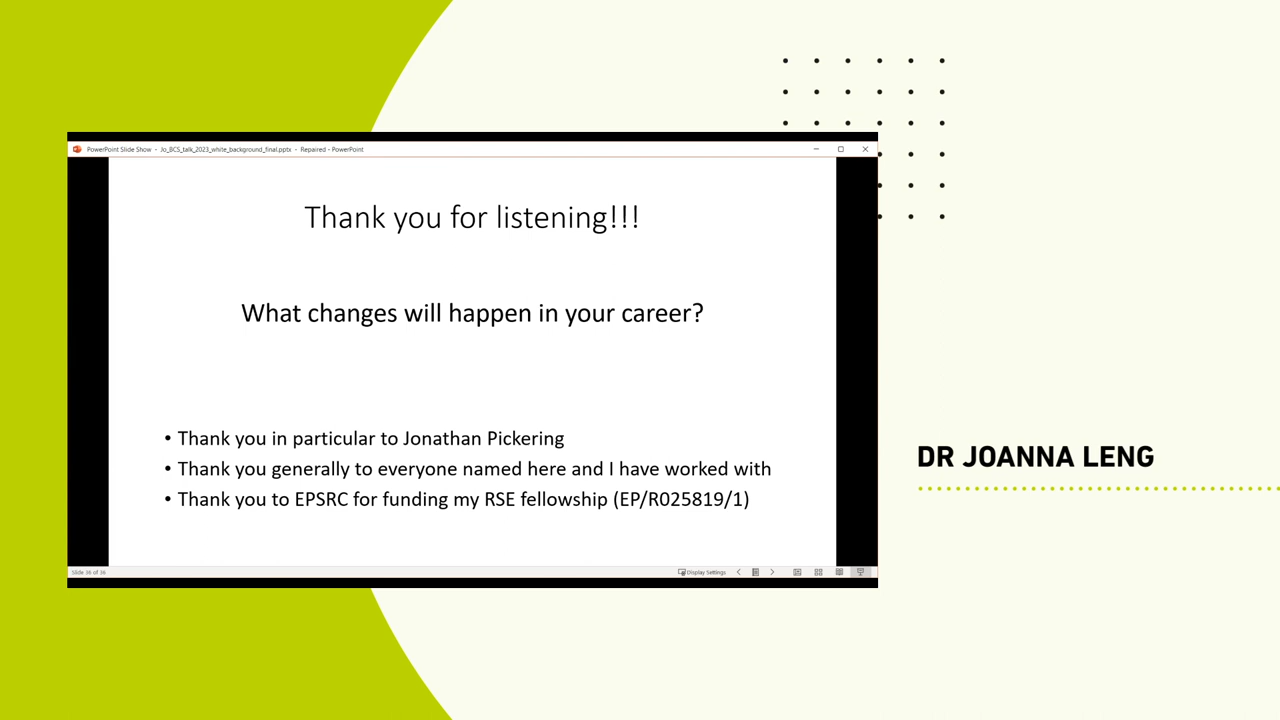 PowerPoint Slide Show - Jo_BCS_talk_2023_white_background_final.pptx - Repaired - PowerPoint
Thank you for listening!!!
What changes will happen in your career?
• Thank you in particular to Jonathan Pickering
• Thank you generally to everyone named here and I have worked with
• Thank you to EPSRC for funding my RSE fellowship (EP/R025819/1)
Slide 36 of 36
Display Settings
DR JOANNA LENG